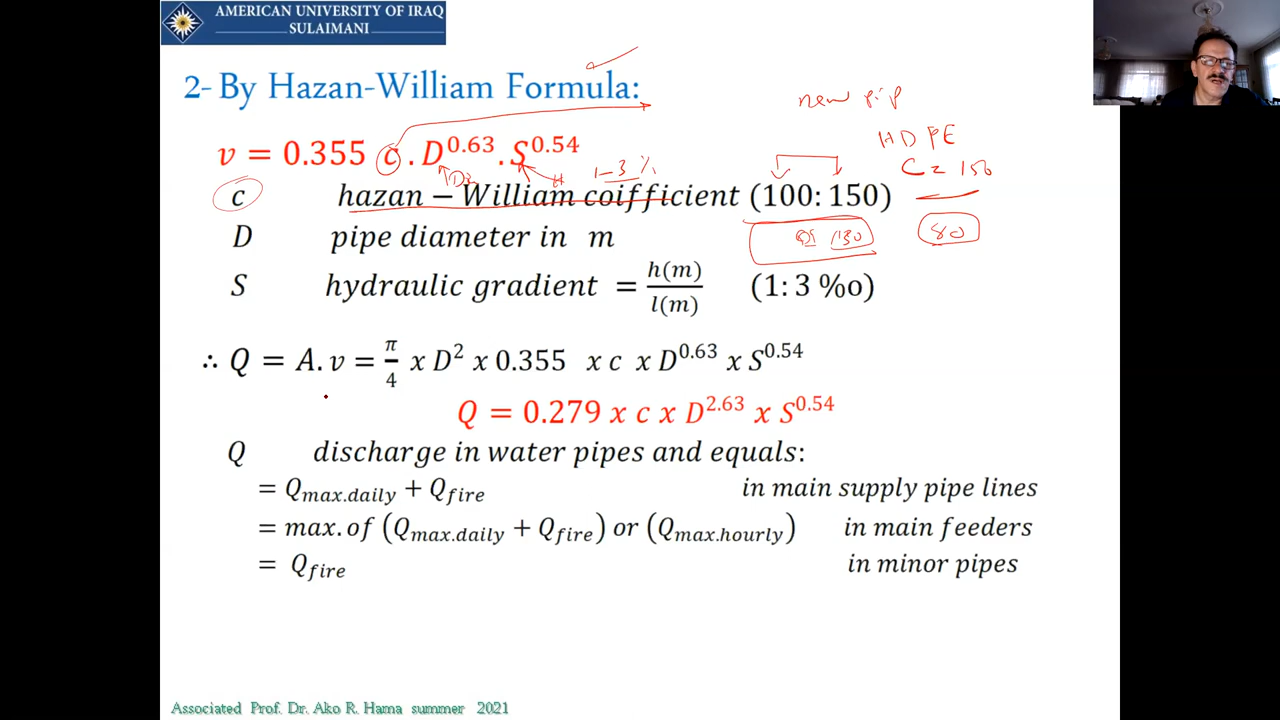 AMERICAN UNIVERSITY OF IRAQ
SULAIMANI
2- By Hazan-William Formula:
new pip
HDPE
C = 150
v = 0.355 c . D^0.63 . S^0.54
1-3 %
c hazan − William coifficient (100: 150)
130
80
D pipe diameter in m
S hydraulic gradient = h(m)/l(m) (1: 3 %o)
∴ Q = A. v = π/4 x D^2 x 0.355 x c x D^0.63 x S^0.54
Q = 0.279 x c x D^2.63 x S^0.54
Q discharge in water pipes and equals:
= Q_max.daily + Q_fire in main supply pipe lines
= max. of (Q_max.daily + Q_fire) or (Q_max.hourly) in main feeders
= Q_fire in minor pipes
Associated Prof. Dr. Ako R. Hama summer 2021